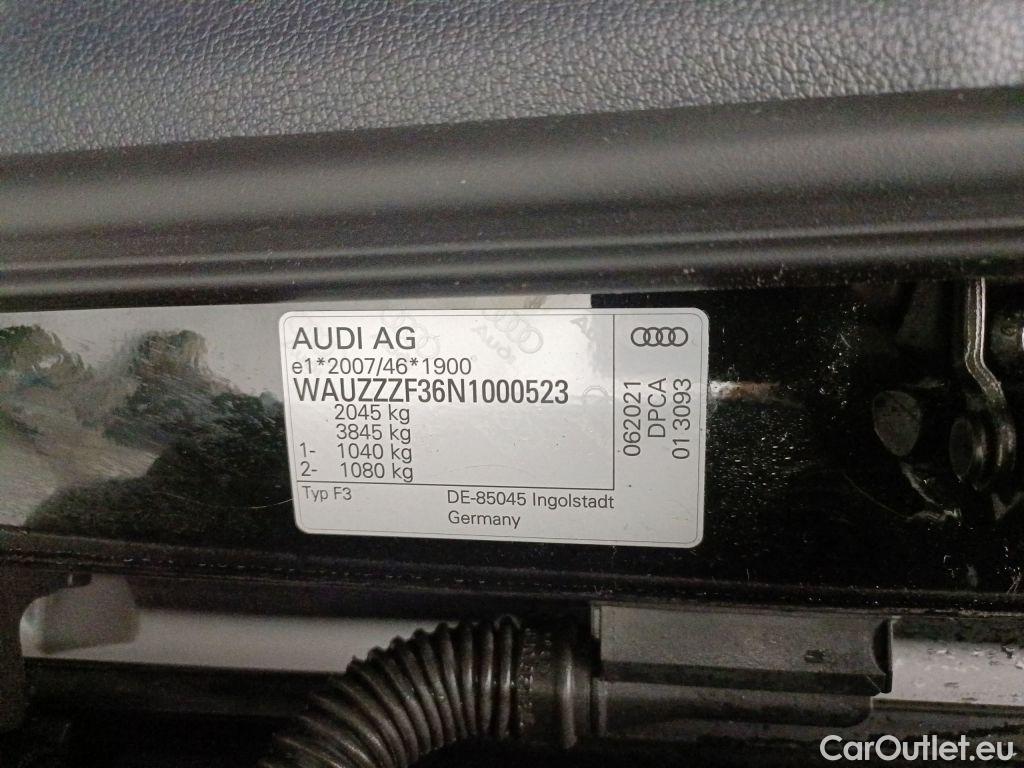 AUDI AG
e1*2007/46*1900
WAUZZZF36N1000523
2045 kg
3845 kg
1- 1040 kg
2- 1080 kg
Typ F3
DE-85045 Ingolstadt
Germany
062021
DPCA
01 3093
Audi
CarOutlet.eu